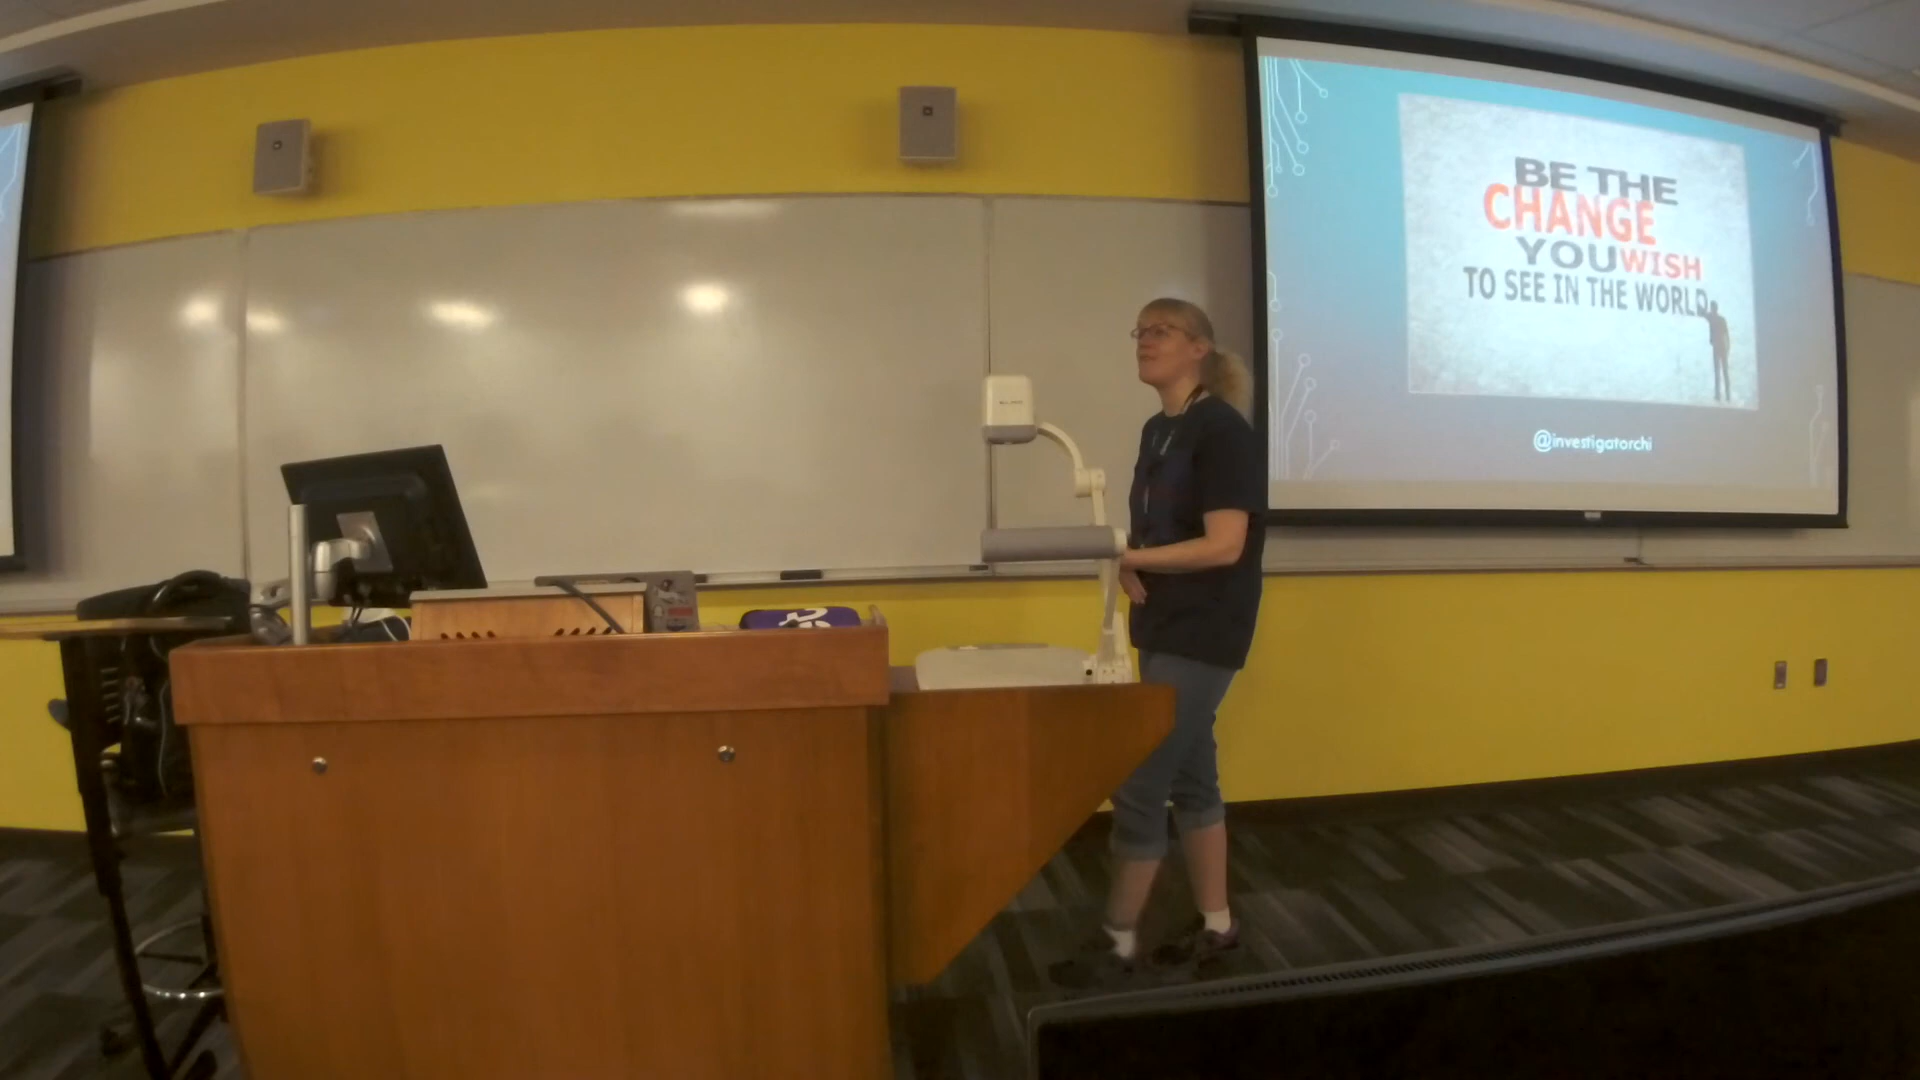 BE THE
CHANGE
YOU WISH
TO SEE IN THE WORLD
@investigatorchi